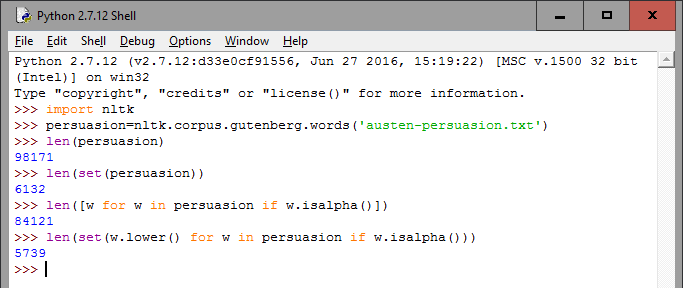 Python 2.7.12 Shell
File Edit Shell Debug Options Window Help
Python 2.7.12 (v2.7.12:d33e0cf91556, Jun 27 2016, 15:19:22) [MSC v.1500 32 bit
(Intel)] on win32
Type "copyright", "credits" or "license()" for more information.
>>> import nltk
>>> persuasion=nltk.corpus.gutenberg.words('austen-persuasion.txt')
>>> len(persuasion)
98171
>>> len(set(persuasion))
6132
>>> len([w for w in persuasion if w.isalpha()])
84121
>>> len(set(w.lower() for w in persuasion if w.isalpha()))
5739
>>>